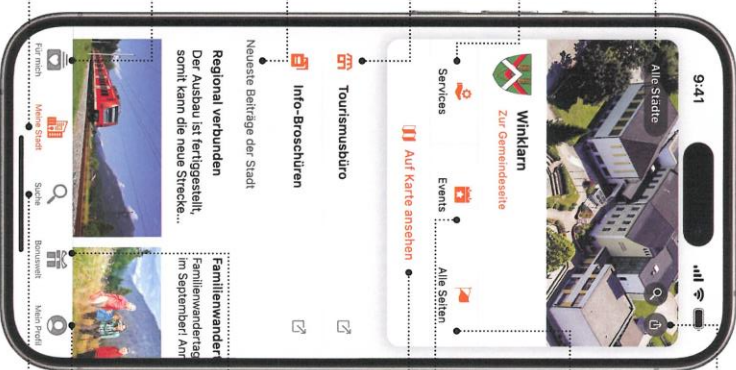 9:41
Alle Städte
Winklarn
Zur Gemeindeseite
Services
Events
Alle Seiten
Auf Karte ansehen
Tourismusbüro
Info-Broschüren
Neueste Beiträge der Stadt
Regional verbunden
Der Ausbau ist fertiggestellt,
somit kann die neue Strecke...
Familienwandert
Familienwandertag
im September! Anr
Für mich
Meine Stadt
Suche
Bonuswelt
Mein Profil